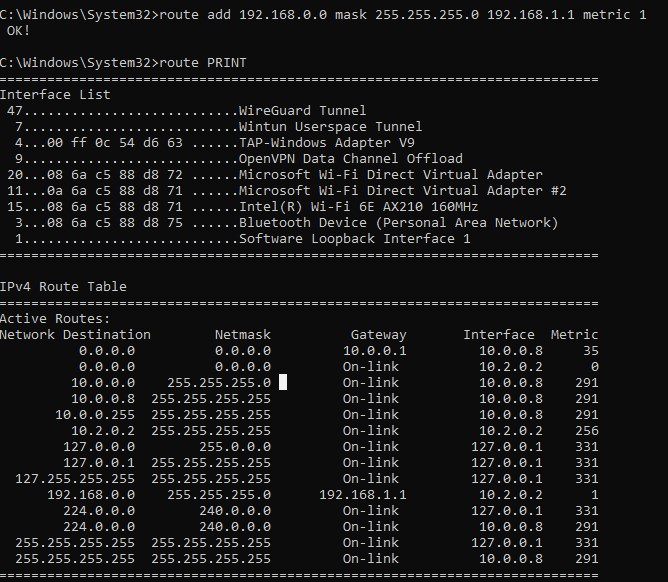 C:\Windows\System32>route add 192.168.0.0 mask 255.255.255.0 192.168.1.1 metric 1
 OK!
C:\Windows\System32>route PRINT
===========================================================================
Interface List
 47...........................WireGuard Tunnel
  7...........................Wintun Userspace Tunnel
  4...00 ff 0c 54 d6 63 ......TAP-Windows Adapter V9
  9...........................OpenVPN Data Channel Offload
 20...08 6a c5 88 d8 72 ......Microsoft Wi-Fi Direct Virtual Adapter
 11...0a 6a c5 88 d8 71 ......Microsoft Wi-Fi Direct Virtual Adapter #2
 15...08 6a c5 88 d8 71 ......Intel(R) Wi-Fi 6E AX210 160MHz
  3...08 6a c5 88 d8 75 ......Bluetooth Device (Personal Area Network)
  1...........................Software Loopback Interface 1
===========================================================================
IPv4 Route Table
===========================================================================
Active Routes:
Network Destination        Netmask          Gateway       Interface  Metric
          0.0.0.0          0.0.0.0         10.0.0.1         10.0.0.8     35
          0.0.0.0          0.0.0.0         On-link          10.2.0.2      0
         10.0.0.0    255.255.255.0         On-link          10.0.0.8    291
         10.0.0.8  255.255.255.255         On-link          10.0.0.8    291
       10.0.0.255  255.255.255.255         On-link          10.0.0.8    291
         10.2.0.2  255.255.255.255         On-link          10.2.0.2    256
        127.0.0.0        255.0.0.0         On-link         127.0.0.1    331
        127.0.0.1  255.255.255.255         On-link         127.0.0.1    331
  127.255.255.255  255.255.255.255         On-link         127.0.0.1    331
      192.168.0.0    255.255.255.0      192.168.1.1         10.2.0.2      1
        224.0.0.0        240.0.0.0         On-link         127.0.0.1    331
        224.0.0.0        240.0.0.0         On-link          10.0.0.8    291
  255.255.255.255  255.255.255.255         On-link         127.0.0.1    331
  255.255.255.255  255.255.255.255         On-link          10.0.0.8    291
===========================================================================